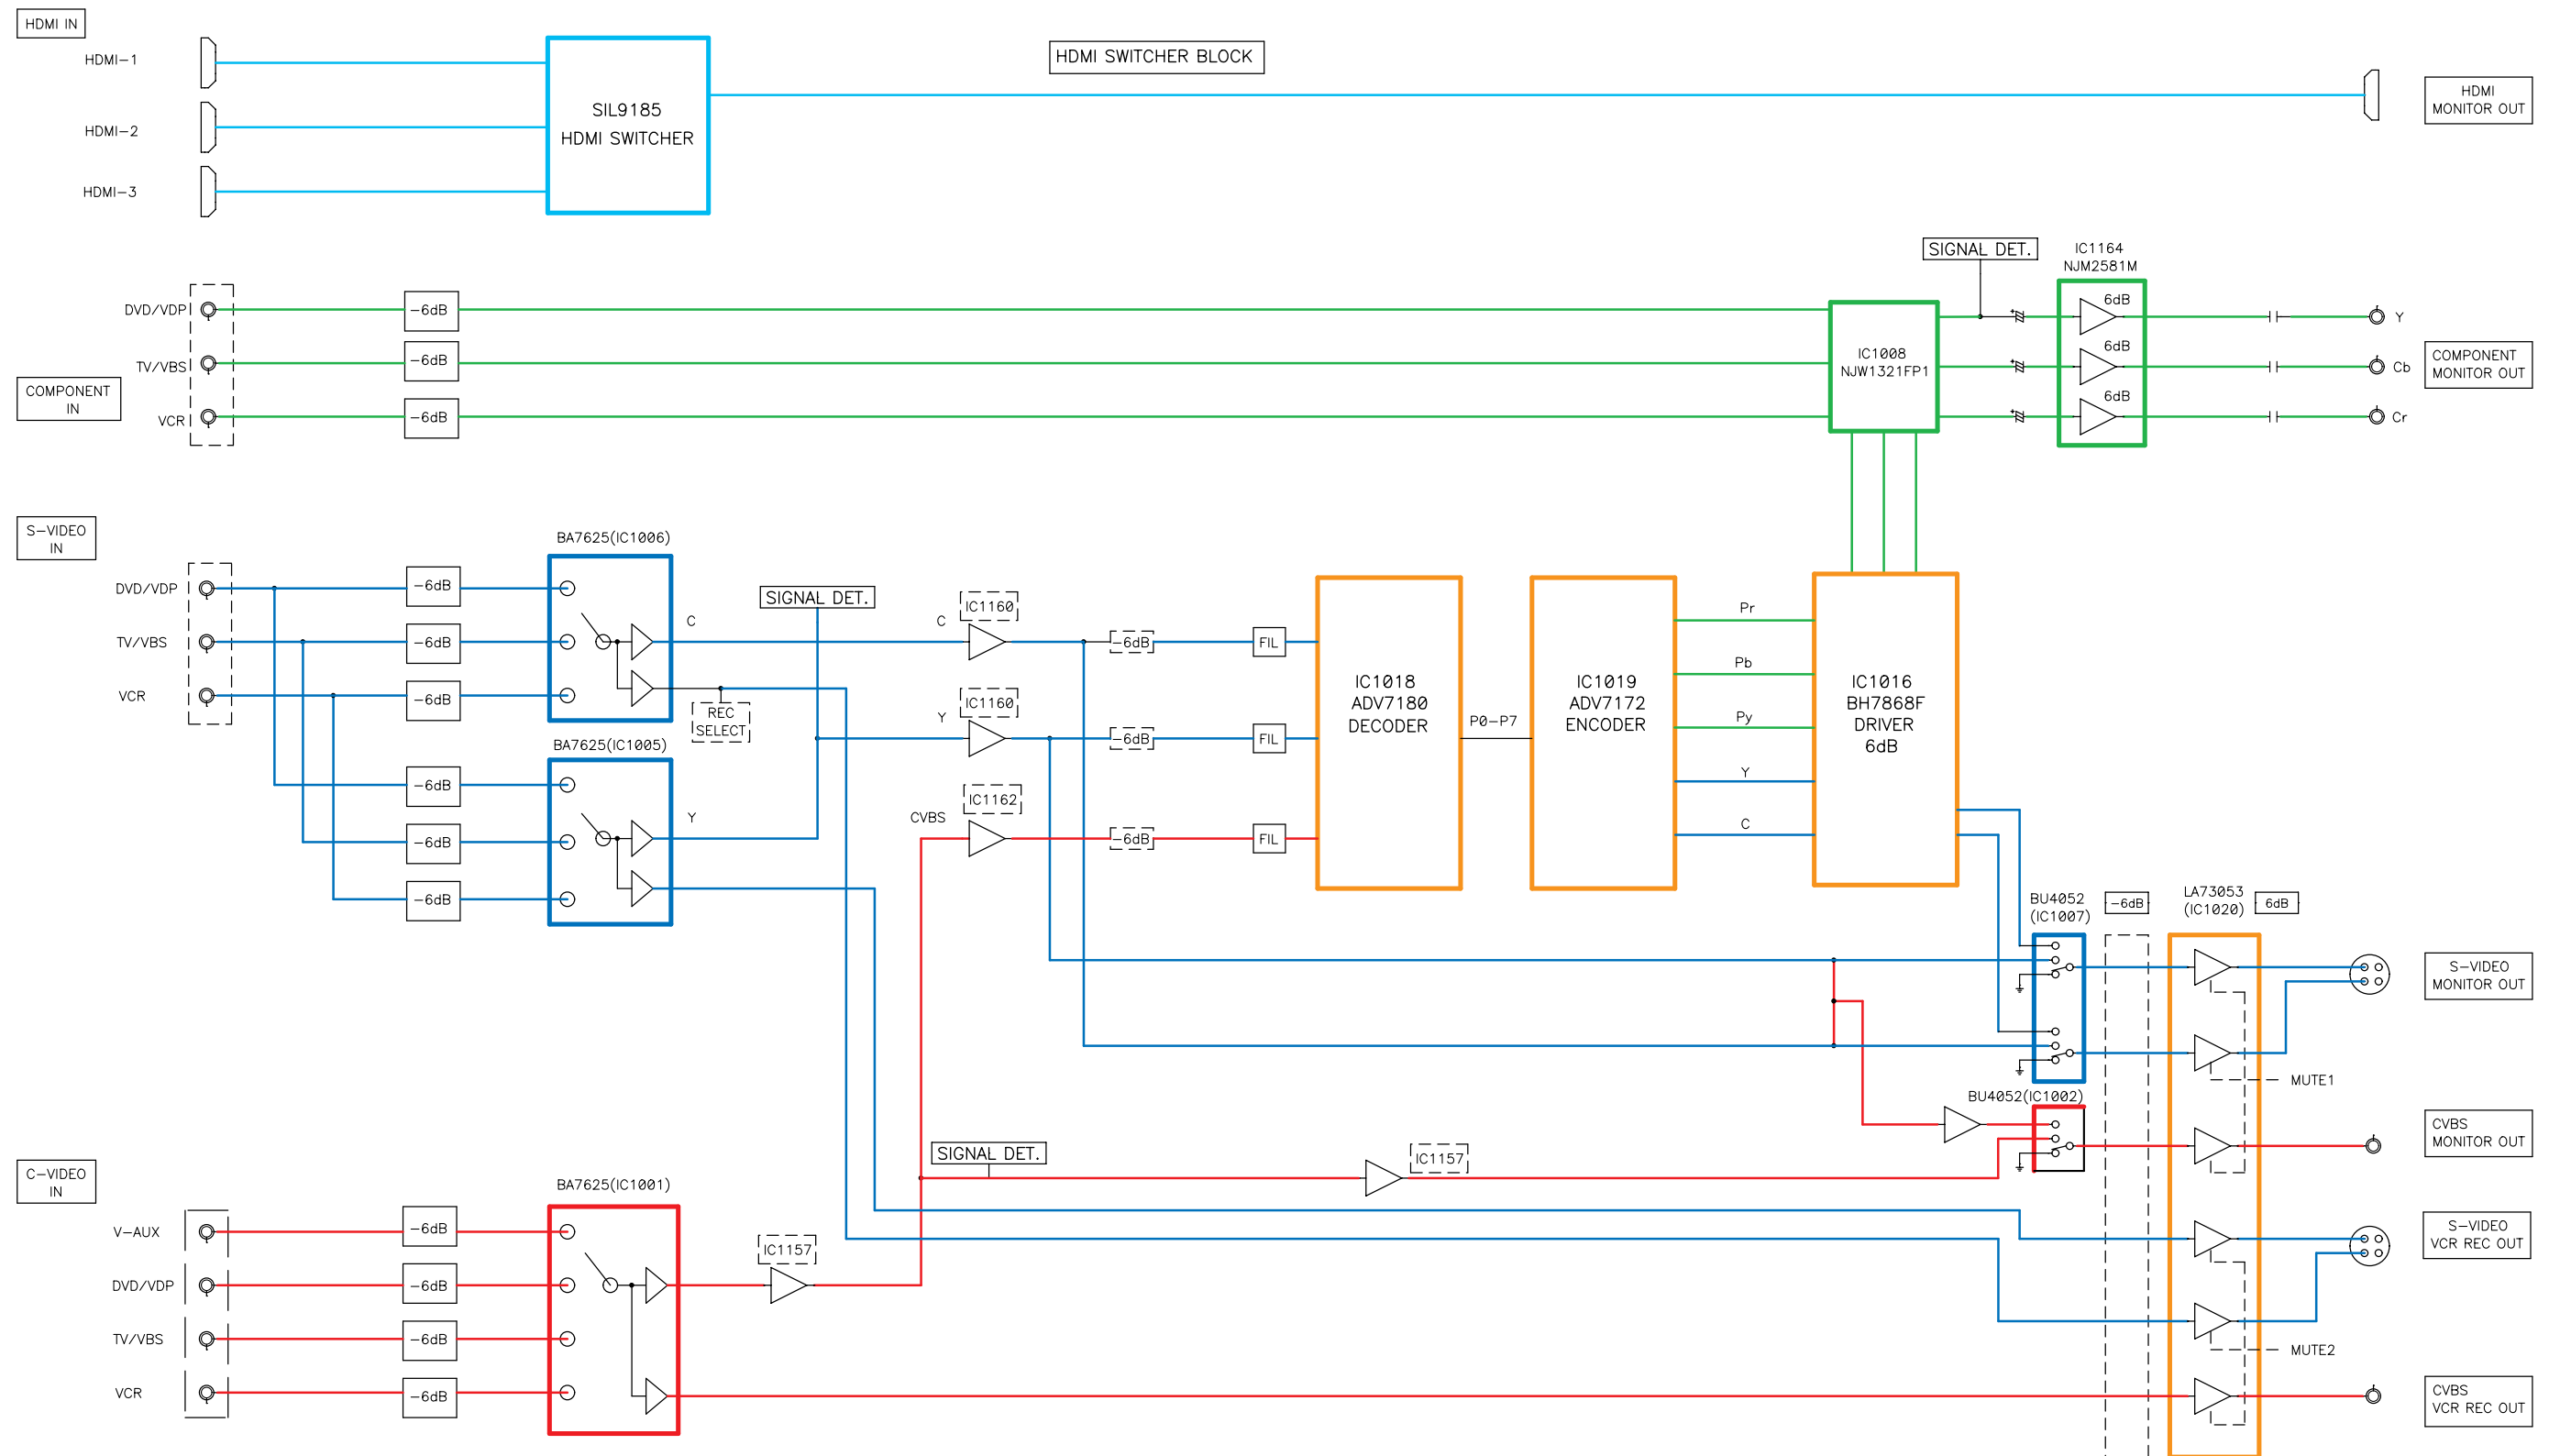 HDMI IN
HDMI-1
HDMI-2
HDMI-3
SIL9185
HDMI SWITCHER
HDMI SWITCHER BLOCK
HDMI
MONITOR OUT
COMPONENT
IN
DVD/VDP
TV/VBS
VCR
-6dB
-6dB
-6dB
IC1008
NJW1321FP1
SIGNAL DET.
IC1164
NJM2581M
6dB
6dB
6dB
Y
Cb
Cr
COMPONENT
MONITOR OUT
S-VIDEO
IN
DVD/VDP
TV/VBS
VCR
-6dB
-6dB
-6dB
-6dB
-6dB
-6dB
BA7625(IC1006)
C
REC
SELECT
BA7625(IC1005)
Y
SIGNAL DET.
C
IC1160
-6dB
FIL
Y
IC1160
-6dB
FIL
CVBS
IC1162
-6dB
FIL
IC1018
ADV7180
DECODER
P0-P7
IC1019
ADV7172
ENCODER
Pr
Pb
Py
Y
C
IC1016
BH7868F
DRIVER
6dB
BU4052
(IC1007)
-6dB
LA73053
(IC1020)
6dB
S-VIDEO
MONITOR OUT
MUTE1
BU4052(IC1002)
CVBS
MONITOR OUT
SIGNAL DET.
IC1157
C-VIDEO
IN
V-AUX
DVD/VDP
TV/VBS
VCR
-6dB
-6dB
-6dB
-6dB
BA7625(IC1001)
IC1157
S-VIDEO
VCR REC OUT
MUTE2
CVBS
VCR REC OUT